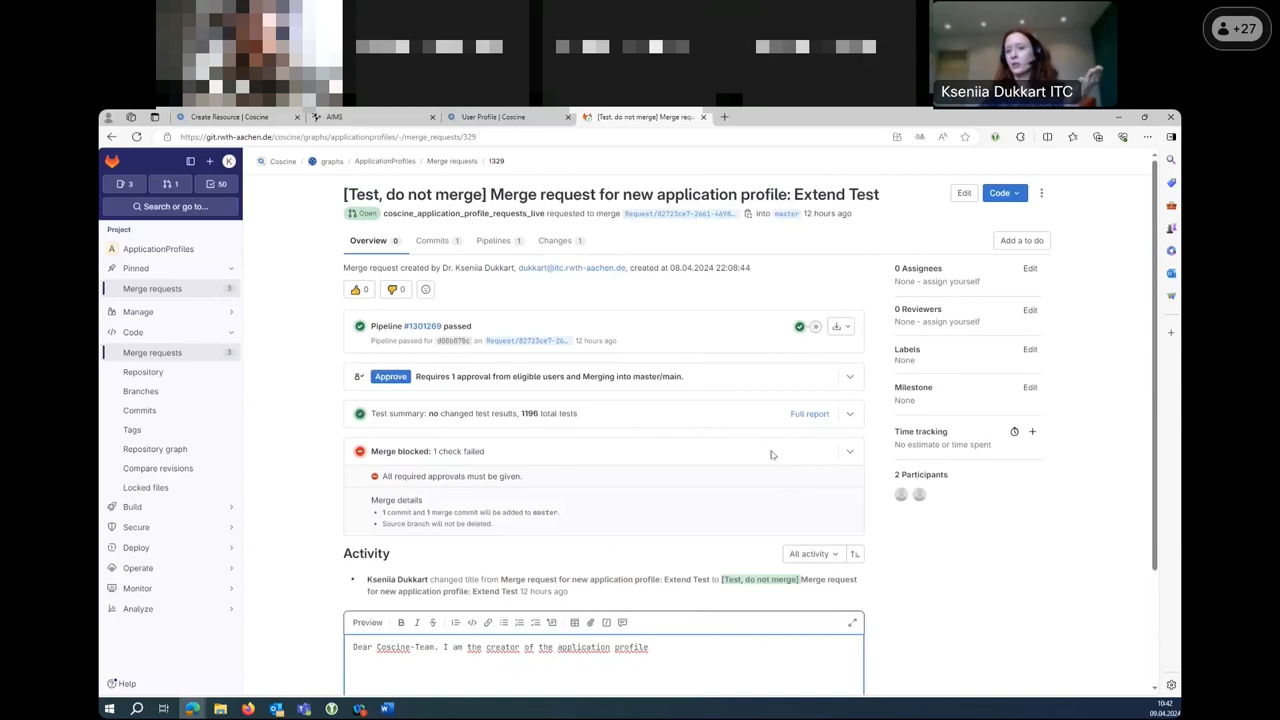 +27
Kseniia Dukkart ITC
Create Resource | Coscine
AIMS
User Profile | Coscine
[Test, do not merge] Merge requ
https://git.rwth-aachen.de/coscine/graphs/applicationprofiles/-/merge_requests/329
Coscine > graphs > ApplicationProfiles > Merge requests > !329
K
3
1
50
Search or go to...
[Test, do not merge] Merge request for new application profile: Extend Test
Edit
Code
Open
coscine_application_profile_requests_live requested to merge Request/82723ce7-2661-4698… into master 12 hours ago
Project
A ApplicationProfiles
Pinned
Merge requests 3
Manage
Code
Merge requests 3
Repository
Branches
Commits
Tags
Repository graph
Compare revisions
Locked files
Build
Secure
Deploy
Operate
Monitor
Analyze
Help
Overview 0
Commits 1
Pipelines 1
Changes 1
Add a to do
Merge request created by Dr. Kseniia Dukkart, dukkart@itc.rwth-aachen.de, created at 08.04.2024 22:08:44
0
0
Pipeline #1301269 passed
Pipeline passed for d08b078c on Request/82723ce7-26… 12 hours ago
Approve
Requires 1 approval from eligible users and Merging into master/main.
Test summary: no changed test results, 1196 total tests
Full report
Merge blocked: 1 check failed
All required approvals must be given.
Merge details
• 1 commit and 1 merge commit will be added to master.
• Source branch will not be deleted.
Activity
All activity
Kseniia Dukkart changed title from Merge request for new application profile: Extend Test to [Test, do not merge] Merge request
for new application profile: Extend Test 12 hours ago
Preview
Dear Coscine-Team, I am the creator of the application profile
0 Assignees
Edit
None - assign yourself
0 Reviewers
Edit
None - assign yourself
Labels
Edit
None
Milestone
Edit
None
Time tracking
No estimate or time spent
2 Participants
10:42
09.04.2024